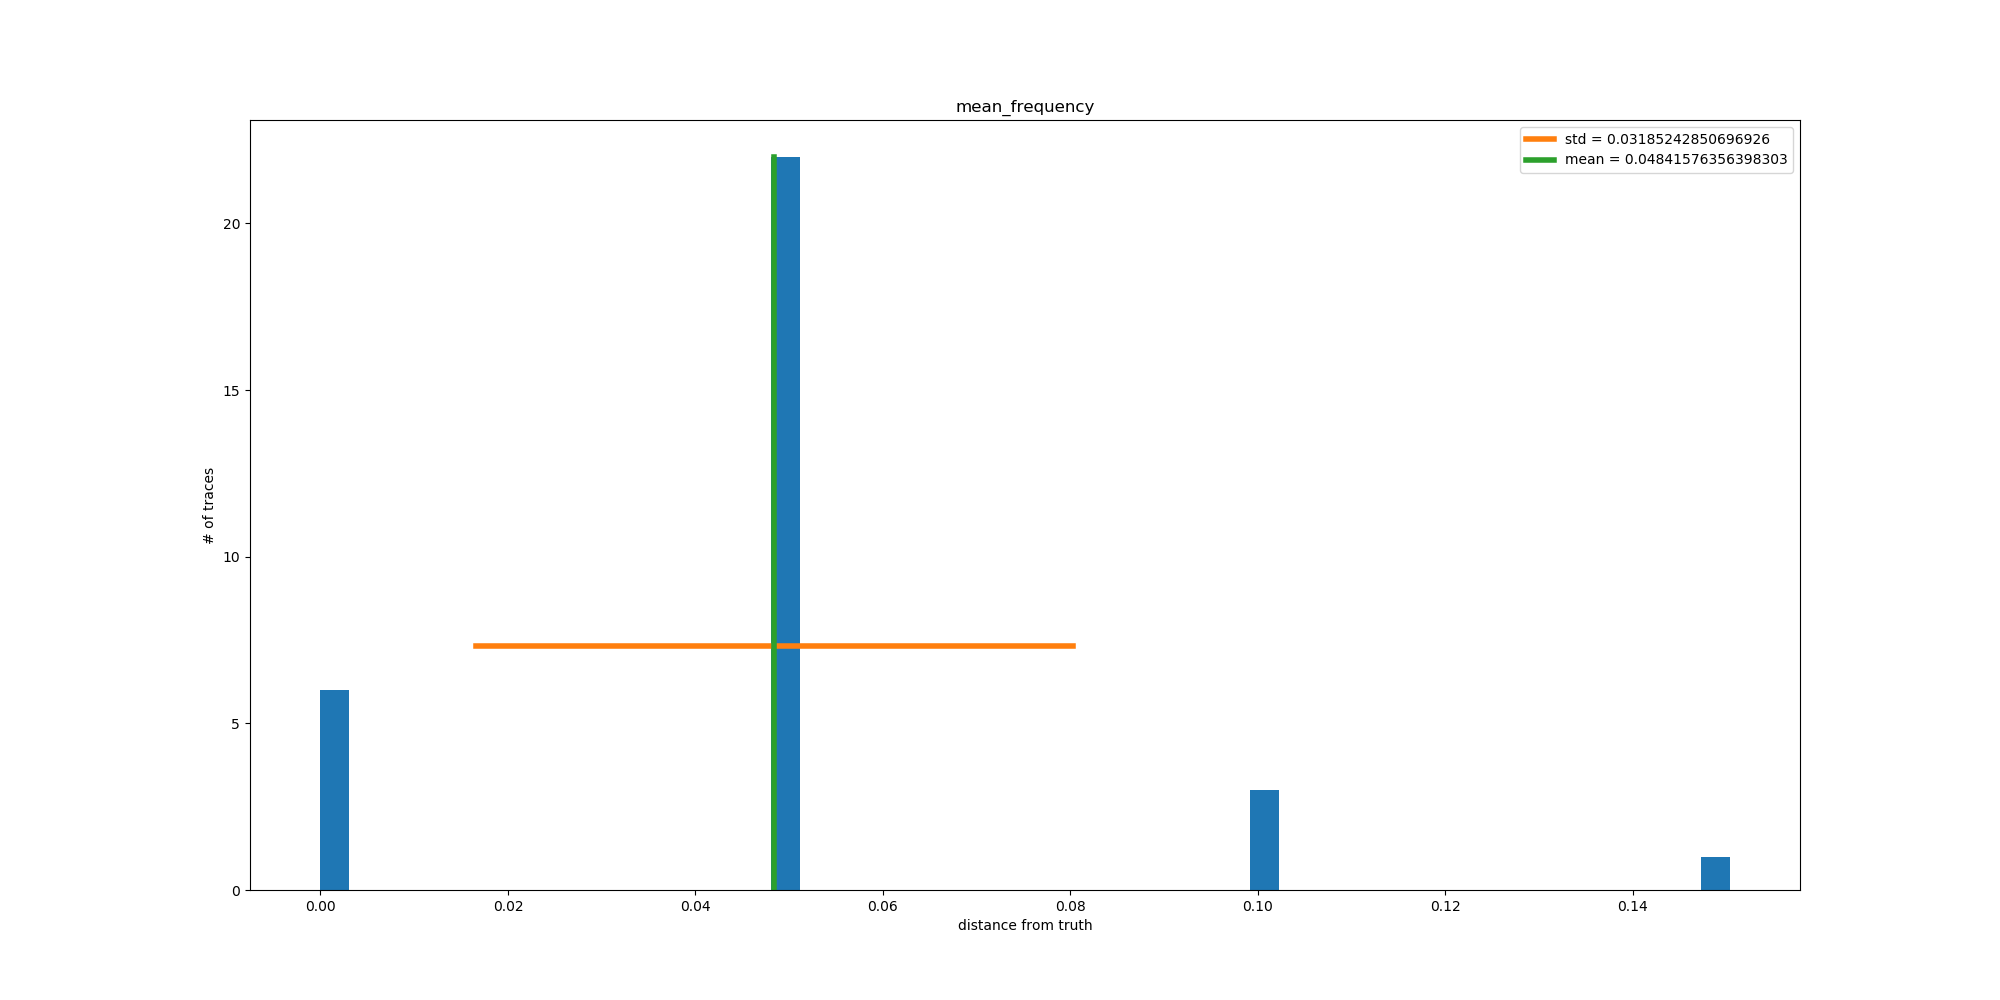 mean_frequency
std = 0.03185242850696926
mean = 0.04841576356398303
# of traces
20
15
10
5
0
0.00 0.02 0.04 0.06 0.08 0.10 0.12 0.14
distance from truth